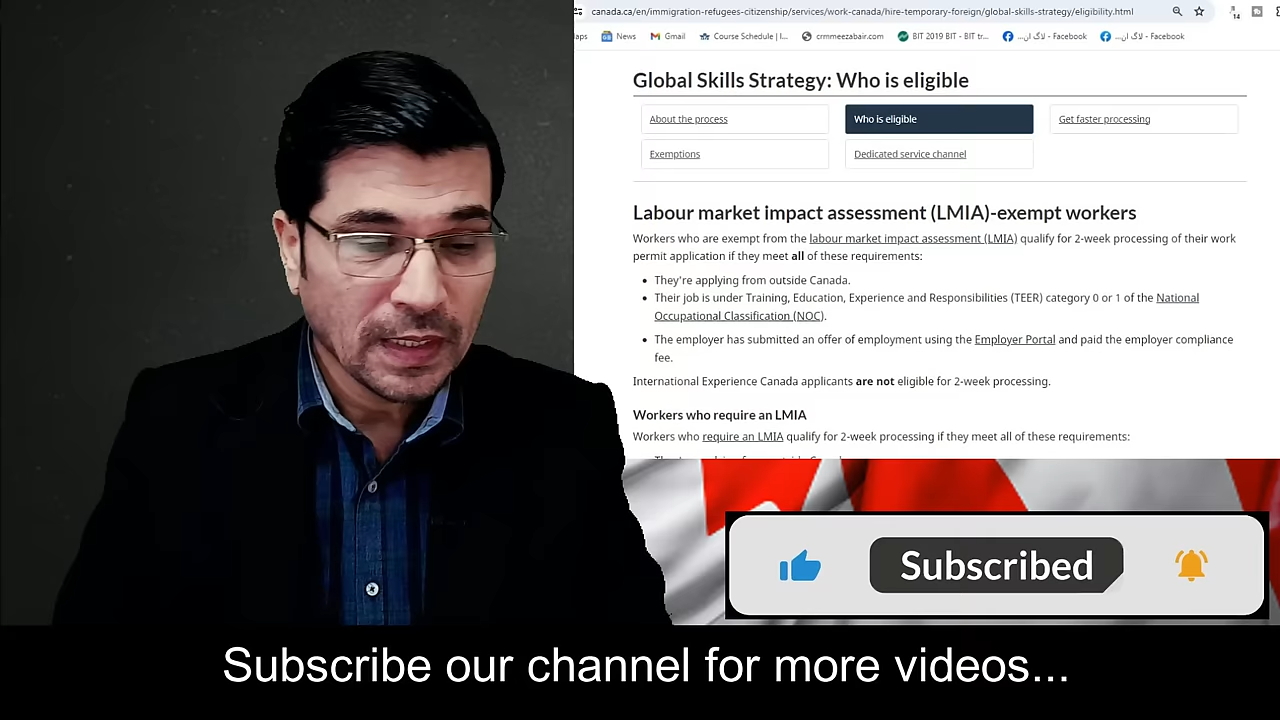 canada.ca/en/immigration-refugees-citizenship/services/work-canada/hire-temporary-foreign/global-skills-strategy/eligibility.html
14
aps News Gmail Course Schedule | I... crmmeezabair.com BIT 2019 BIT - BIT tr... لاگ ان... - Facebook لاگ ان... - Facebook
Global Skills Strategy: Who is eligible
About the process Who is eligible Get faster processing
Exemptions Dedicated service channel
Labour market impact assessment (LMIA)-exempt workers
Workers who are exempt from the labour market impact assessment (LMIA) qualify for 2-week processing of their work
permit application if they meet all of these requirements:
• They're applying from outside Canada.
• Their job is under Training, Education, Experience and Responsibilities (TEER) category 0 or 1 of the National
Occupational Classification (NOC).
• The employer has submitted an offer of employment using the Employer Portal and paid the employer compliance
fee.
International Experience Canada applicants are not eligible for 2-week processing.
Workers who require an LMIA
Workers who require an LMIA qualify for 2-week processing if they meet all of these requirements:
Subscribed
Subscribe our channel for more videos...